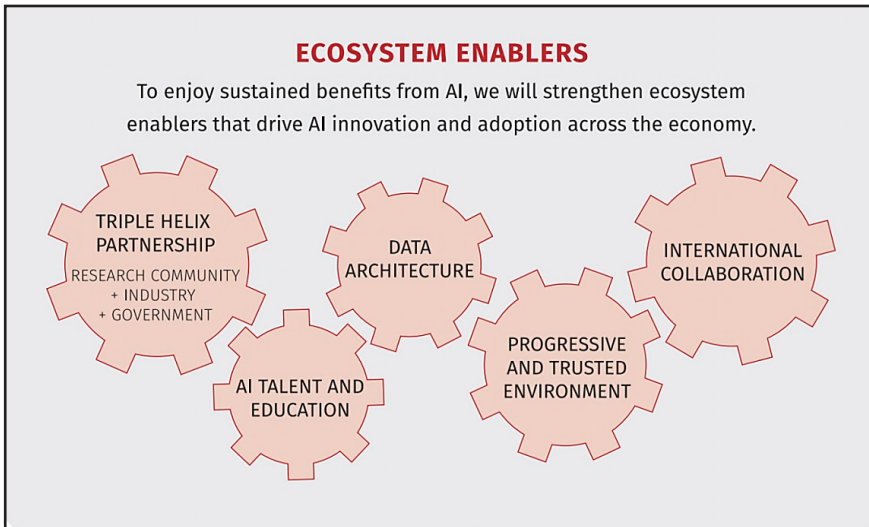 ECOSYSTEM ENABLERS
To enjoy sustained benefits from AI, we will strengthen ecosystem
enablers that drive AI innovation and adoption across the economy.
TRIPLE HELIX
PARTNERSHIP
RESEARCH COMMUNITY
+ INDUSTRY
+ GOVERNMENT
AI TALENT AND
EDUCATION
DATA
ARCHITECTURE
PROGRESSIVE
AND TRUSTED
ENVIRONMENT
INTERNATIONAL
COLLABORATION